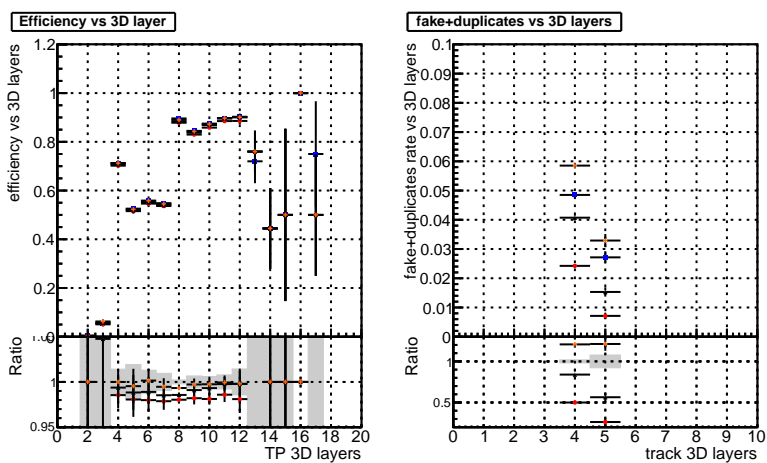 Efficiency vs 3D layer
efficiency vs 3D layers
1.2
1
0.8
0.6
0.4
0.2
0
Ratio
1
0.95
0 2 4 6 8 10 12 14 16 18 20
TP 3D layers
fake+duplicates vs 3D layers
fake+duplicates rate vs 3D layers
0.1
0.09
0.08
0.07
0.06
0.05
0.04
0.03
0.02
0.01
0
Ratio
1
0.5
0 1 2 3 4 5 6 7 8 9 10
track 3D layers